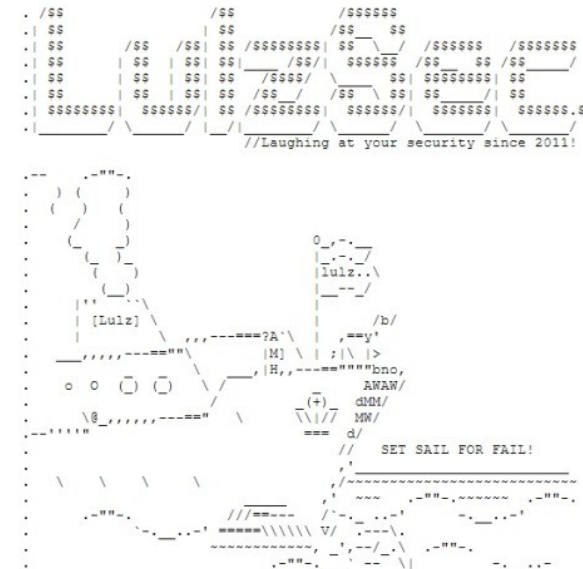 LulzSec
//Laughing at your security since 2011!
lulz..\
[Lulz]
/b/
SET SAIL FOR FAIL!